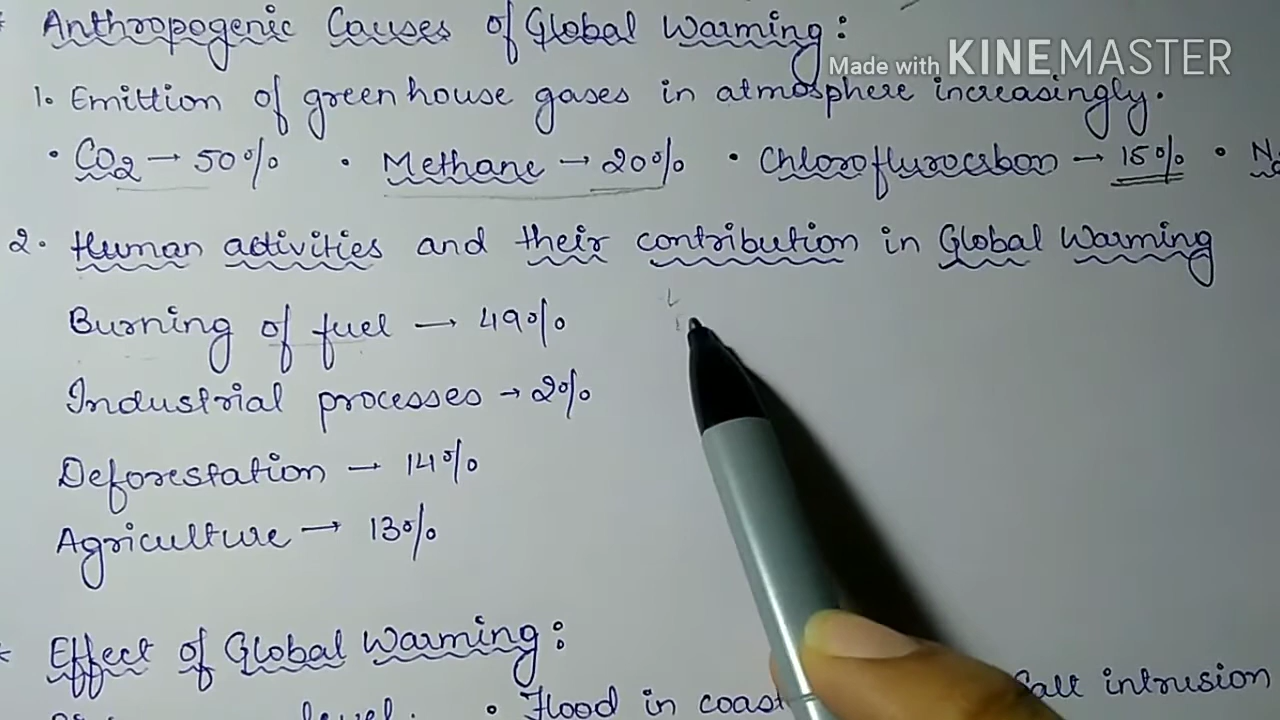 * Anthropogenic Causes of Global Warming:
Made with KINEMASTER
1. Emittion of greenhouse gases in atmosphere increasingly.
• CO2 → 50% • Methane → 20% • Chloroflurocarbon → 15% •
2. Human activities and their contribution in Global Warming
Burning of fuel → 49%
Industrial processes → 2%
Deforestation → 14%
Agriculture → 13%
* Effect of Global Warming:
level. • Flood in Salt intrusion